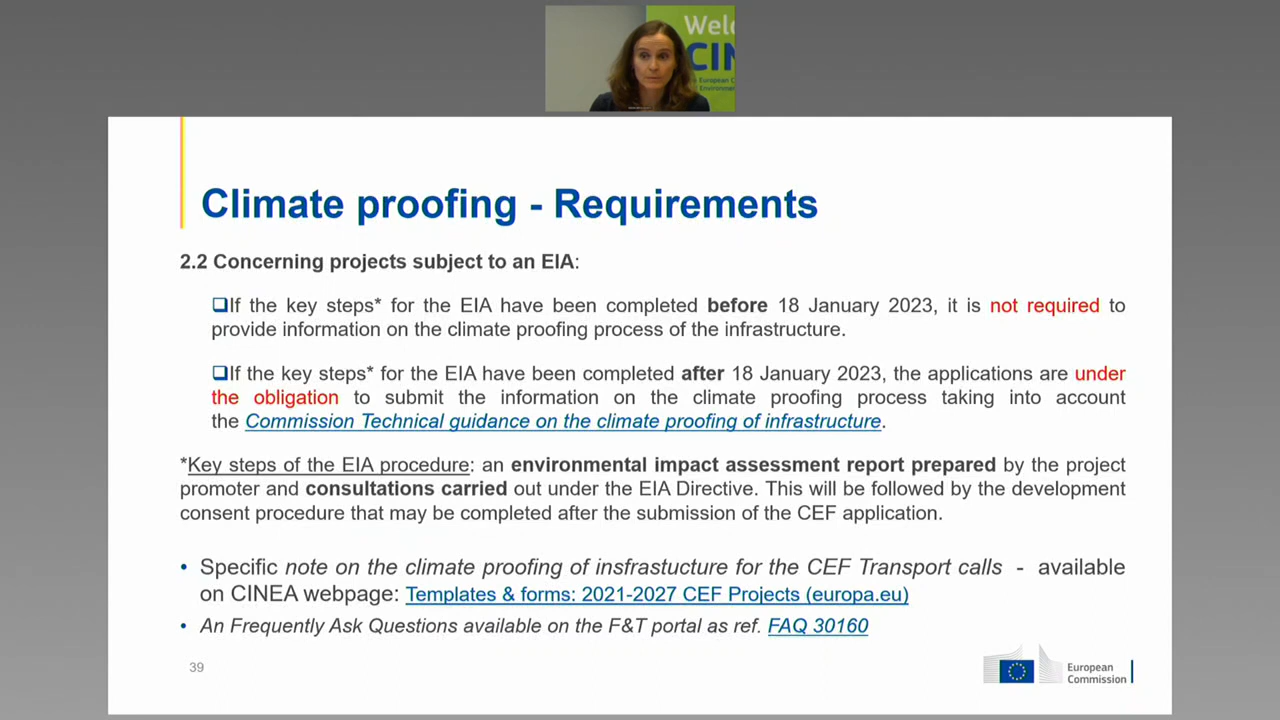 Welc
CIN
European C
Environmen
Climate proofing - Requirements
2.2 Concerning projects subject to an EIA:
If the key steps* for the EIA have been completed before 18 January 2023, it is not required to
provide information on the climate proofing process of the infrastructure.
If the key steps* for the EIA have been completed after 18 January 2023, the applications are under
the obligation to submit the information on the climate proofing process taking into account
the Commission Technical guidance on the climate proofing of infrastructure.
*Key steps of the EIA procedure: an environmental impact assessment report prepared by the project
promoter and consultations carried out under the EIA Directive. This will be followed by the development
consent procedure that may be completed after the submission of the CEF application.
• Specific note on the climate proofing of insfrastucture for the CEF Transport calls - available
on CINEA webpage: Templates & forms: 2021-2027 CEF Projects (europa.eu)
• An Frequently Ask Questions available on the F&T portal as ref. FAQ 30160
39
European
Commission